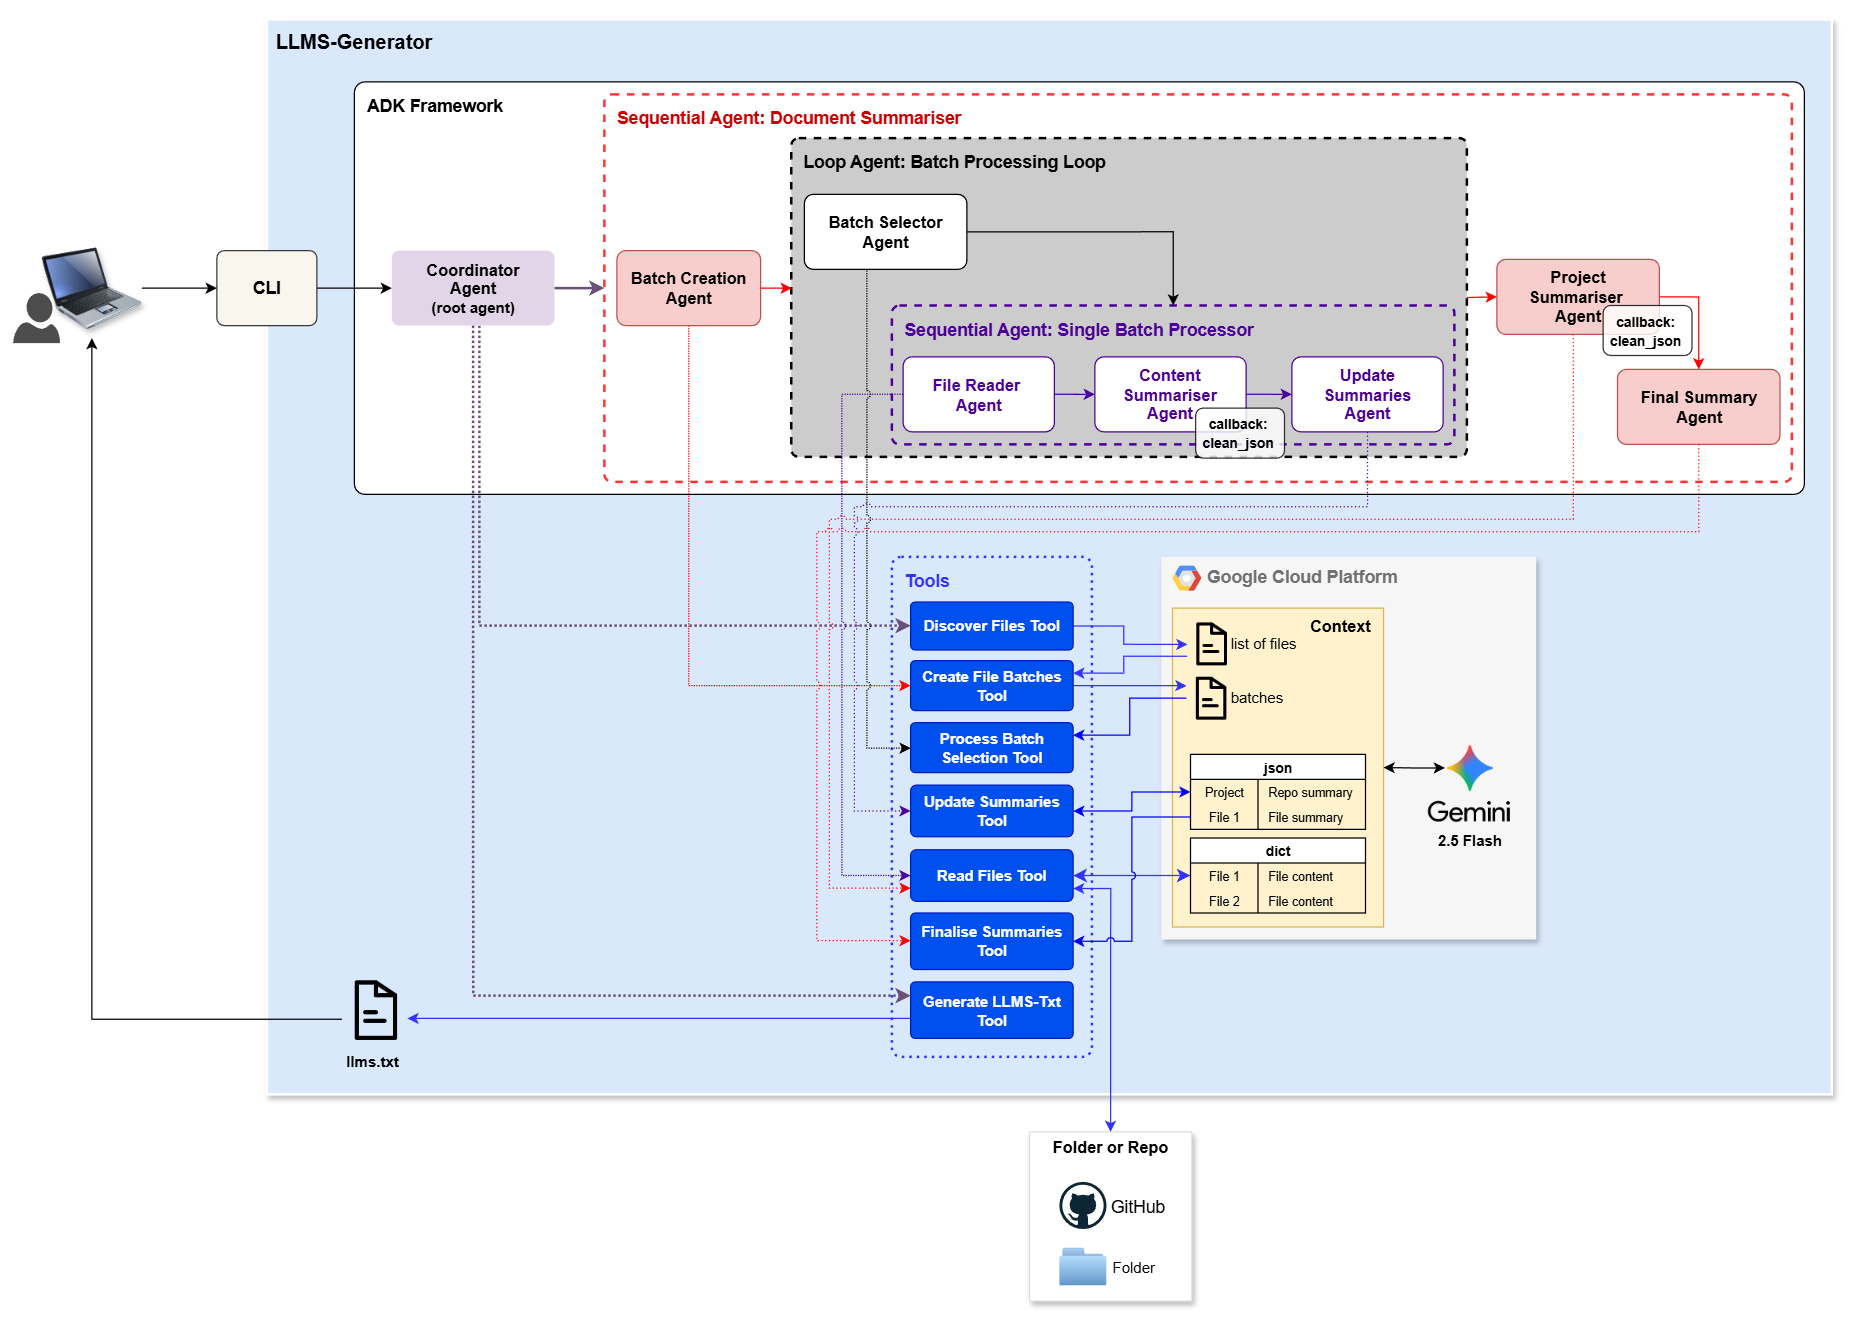 LLMS-Generator
ADK Framework
Sequential Agent: Document Summariser
Loop Agent: Batch Processing Loop
Batch Selector
Agent
CLI
Coordinator
Agent
(root agent)
Batch Creation
Agent
Sequential Agent: Single Batch Processor
File Reader
Agent
Content
Summariser
Agent
callback:
clean_json
Update
Summaries
Agent
Project
Summariser
Agent
callback:
clean_json
Final Summary
Agent
Tools
Discover Files Tool
Create File Batches
Tool
Process Batch
Selection Tool
Update Summaries
Tool
Read Files Tool
Finalise Summaries
Tool
Generate LLMS-Txt
Tool
Google Cloud Platform
Context
list of files
batches
json
Project Repo summary
File 1 File summary
dict
File 1 File content
File 2 File content
Gemini
2.5 Flash
llms.txt
Folder or Repo
GitHub
Folder